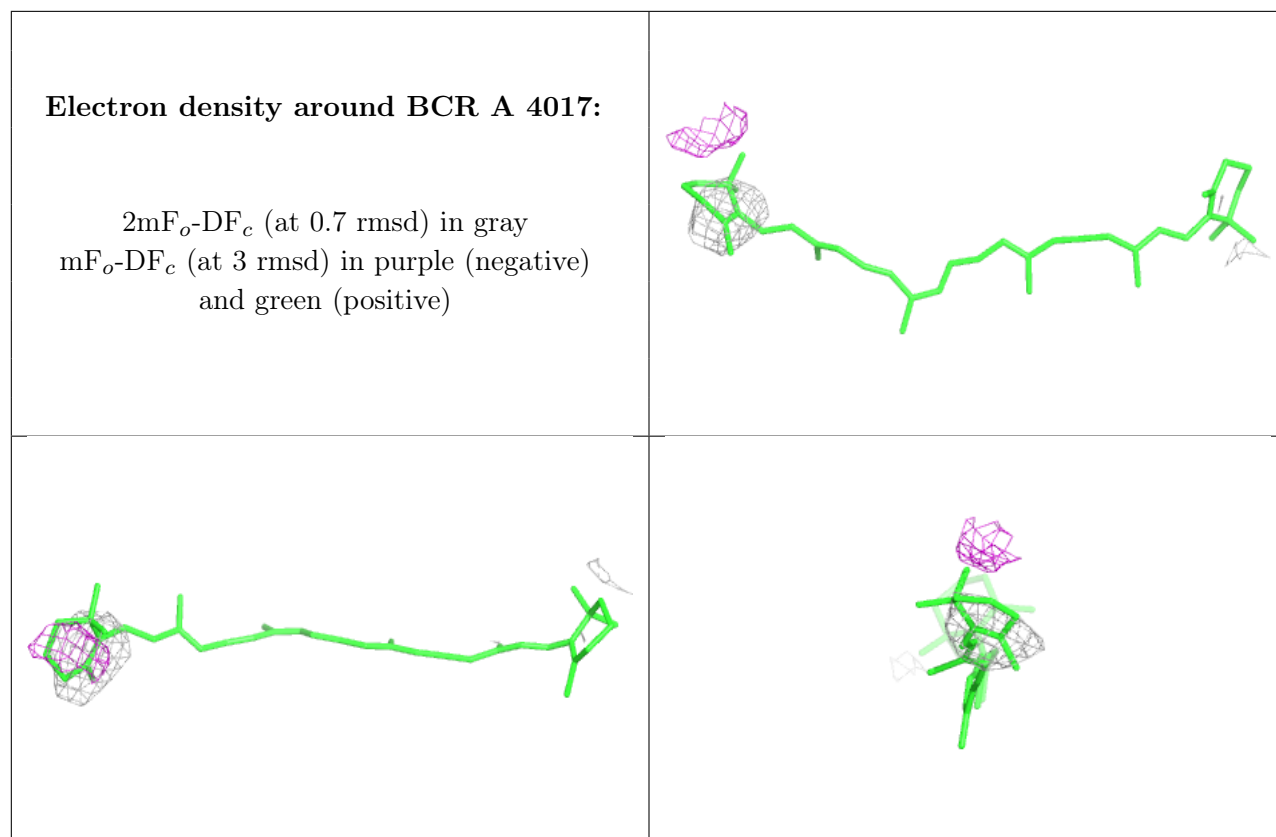 Electron density around BCR A 4017:
2mFo-DFc (at 0.7 rmsd) in gray
mFo-DFc (at 3 rmsd) in purple (negative)
and green (positive)